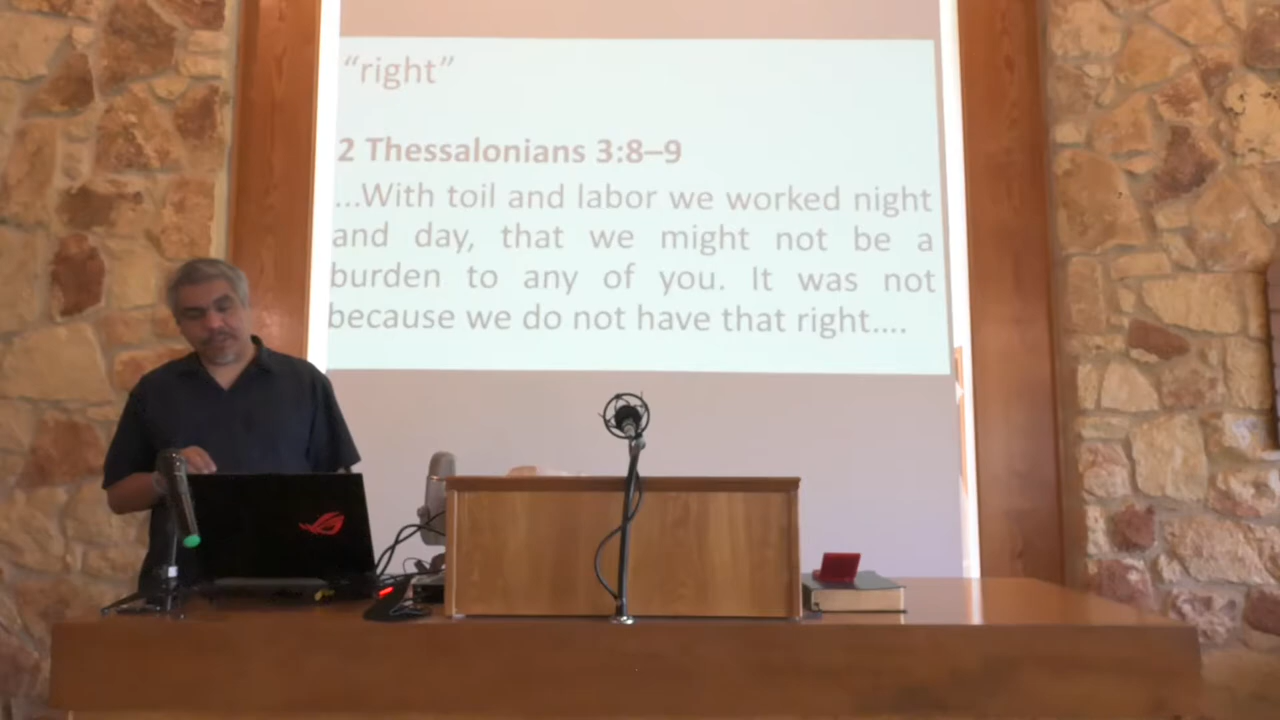 “right”
2 Thessalonians 3:8–9
...With toil and labor we worked night
and day, that we might not be a
burden to any of you. It was not
because we do not have that right....